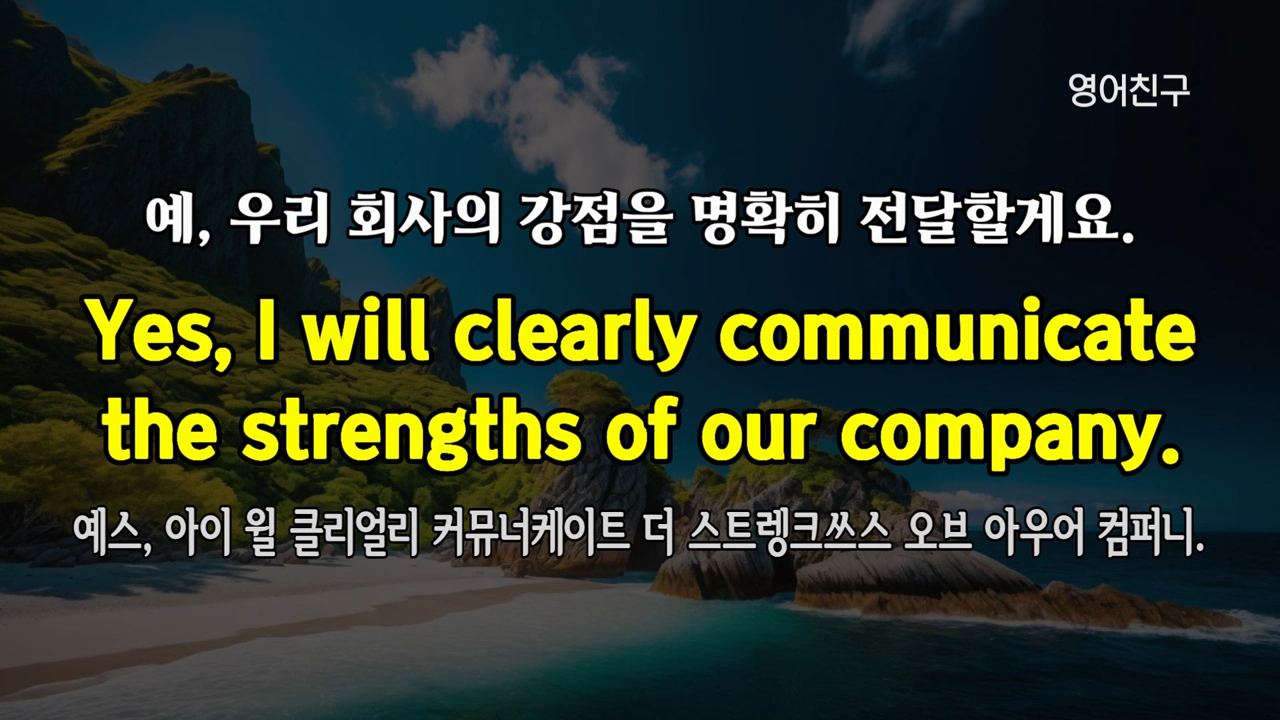 영어친구
예, 우리 회사의 강점을 명확히 전달할게요.
Yes, I will clearly communicate
the strengths of our company.
예스, 아이 윌 클리얼리 커뮤너케이트 더 스트렝크쓰스 오브 아우어 컴퍼니.